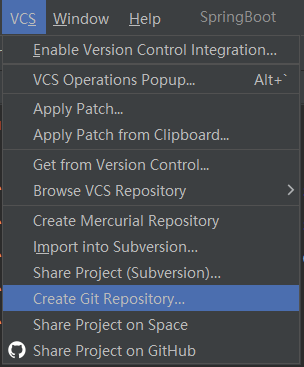 VCS Window Help SpringBoot
Enable Version Control Integration...
VCS Operations Popup... Alt+`
Apply Patch...
Apply Patch from Clipboard...
Get from Version Control...
Browse VCS Repository
Create Mercurial Repository
Import into Subversion...
Share Project (Subversion)...
Create Git Repository...
Share Project on Space
Share Project on GitHub